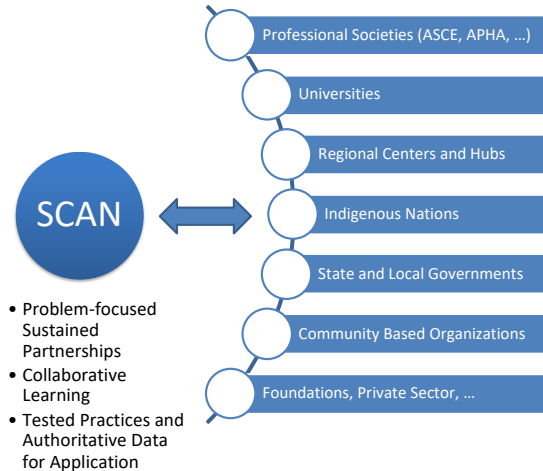 Professional Societies (ASCE, APHA, …)
Universities
Regional Centers and Hubs
SCAN
Indigenous Nations
State and Local Governments
Community Based Organizations
Foundations, Private Sector, …
• Problem-focused
Sustained
Partnerships
• Collaborative
Learning
• Tested Practices and
Authoritative Data
for Application